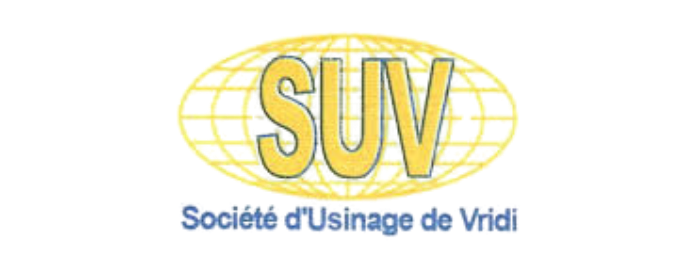 SUV
Société d'Usinage de Vridi